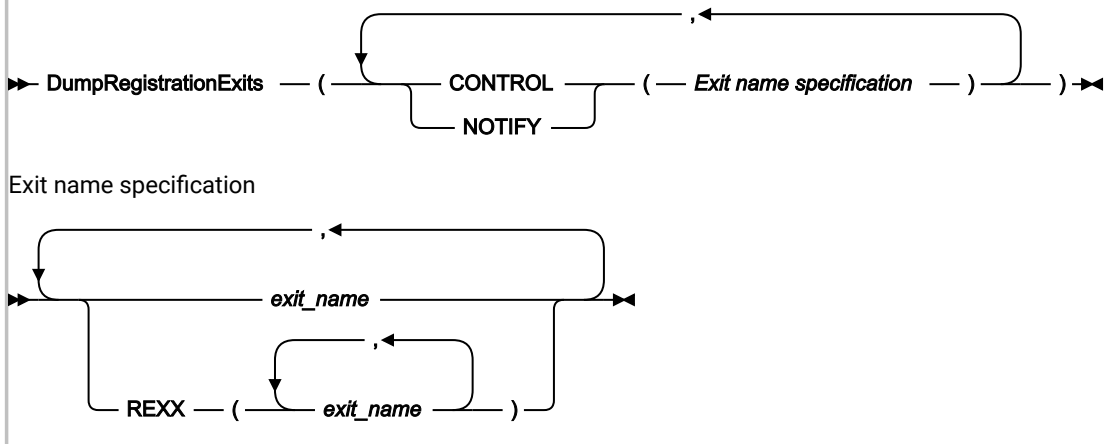 ,
DumpRegistrationExits ( CONTROL ( Exit name specification ) )
NOTIFY
Exit name specification
,
exit_name
,
REXX ( exit_name )